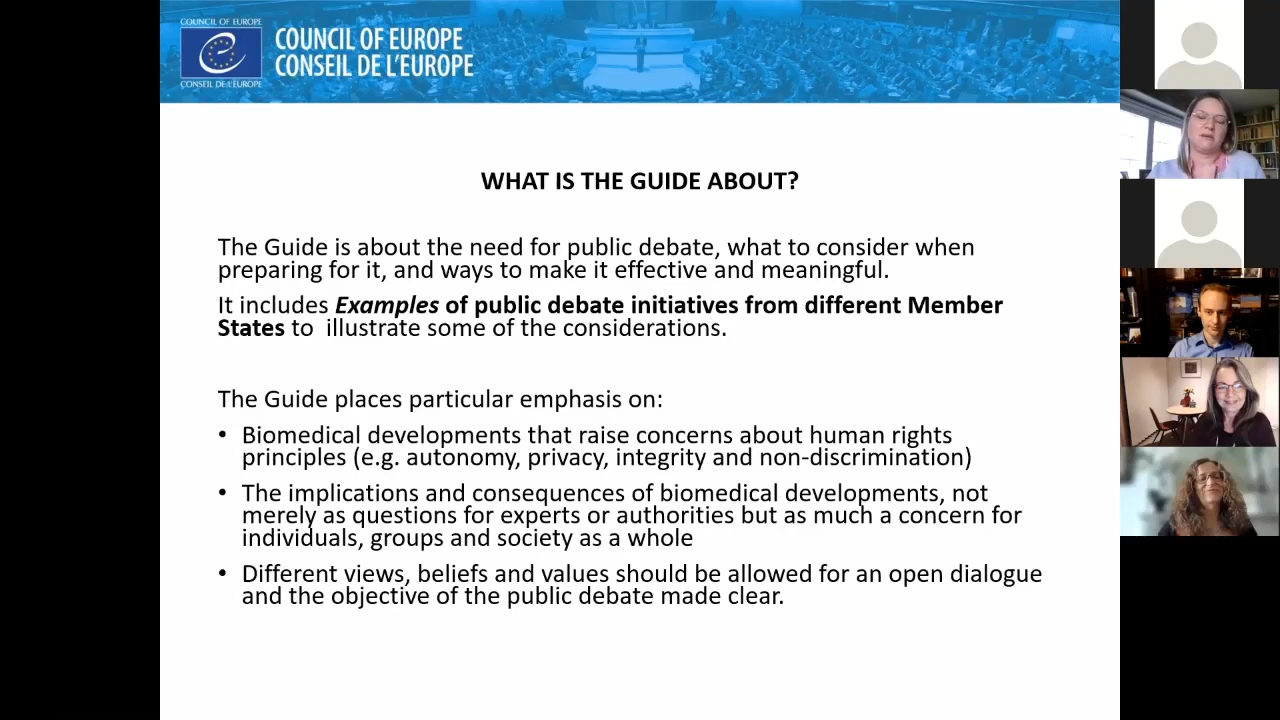 COUNCIL OF EUROPE
COUNCIL OF EUROPE
CONSEIL DE L'EUROPE
CONSEIL DE L'EUROPE
WHAT IS THE GUIDE ABOUT?
The Guide is about the need for public debate, what to consider when
preparing for it, and ways to make it effective and meaningful.
It includes Examples of public debate initiatives from different Member
States to  illustrate some of the considerations.
The Guide places particular emphasis on:
• Biomedical developments that raise concerns about human rights
principles (e.g. autonomy, privacy, integrity and non-discrimination)
• The implications and consequences of biomedical developments, not
merely as questions for experts or authorities but as much a concern for
individuals, groups and society as a whole
• Different views, beliefs and values should be allowed for an open dialogue
and the objective of the public debate made clear.